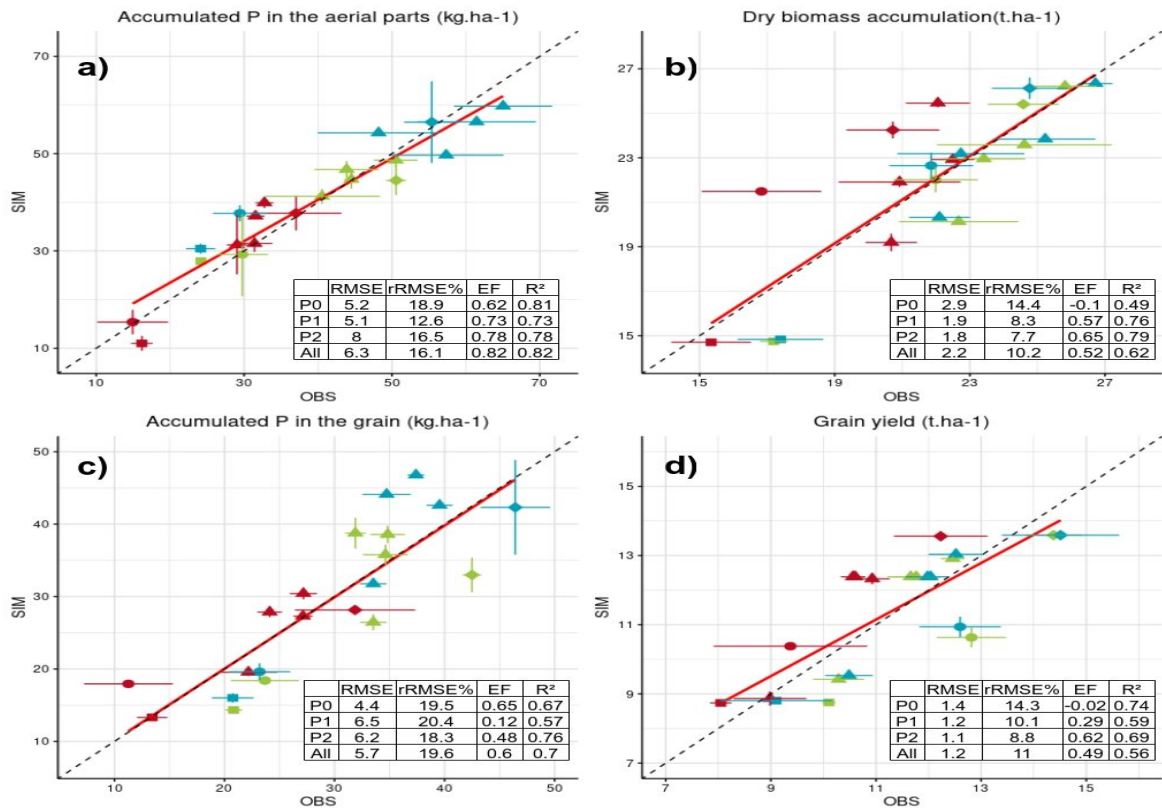 Accumulated P in the aerial parts (kg.ha-1)
a)
70
50
30
10
SIM
RMSE rRMSE% EF R²
P0 5.2 18.9 0.62 0.81
P1 5.1 12.6 0.73 0.73
P2 8 16.5 0.78 0.78
All 6.3 16.1 0.82 0.82
10 30 50 70
OBS
Dry biomass accumulation(t.ha-1)
b)
27
23
19
15
SIM
RMSE rRMSE% EF R²
P0 2.9 14.4 -0.1 0.49
P1 1.9 8.3 0.57 0.76
P2 1.8 7.7 0.65 0.79
All 2.2 10.2 0.52 0.62
15 19 23 27
OBS
Accumulated P in the grain (kg.ha-1)
c)
50
40
30
20
10
SIM
RMSE rRMSE% EF R²
P0 4.4 19.5 0.65 0.67
P1 6.5 20.4 0.12 0.57
P2 6.2 18.3 0.48 0.76
All 5.7 19.6 0.6 0.7
10 20 30 40 50
OBS
Grain yield (t.ha-1)
d)
15
13
11
9
7
SIM
RMSE rRMSE% EF R²
P0 1.4 14.3 -0.02 0.74
P1 1.2 10.1 0.29 0.59
P2 1.1 8.8 0.62 0.69
All 1.2 11 0.49 0.56
7 9 11 13 15
OBS